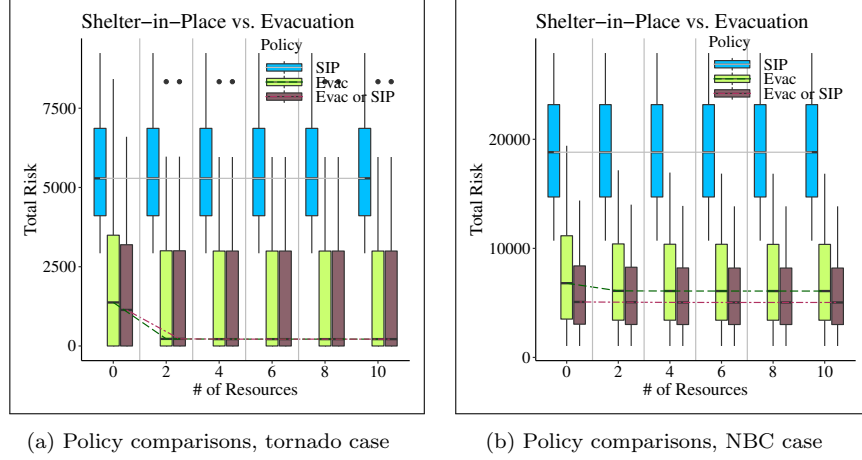 Shelter−in−Place vs. Evacuation
Policy
SIP
Evac
Evac or SIP
Total Risk
7500
5000
2500
0
0 2 4 6 8 10
# of Resources
(a) Policy comparisons, tornado case
Shelter−in−Place vs. Evacuation
Policy
SIP
Evac
Evac or SIP
Total Risk
20000
10000
0
0 2 4 6 8 10
# of Resources
(b) Policy comparisons, NBC case